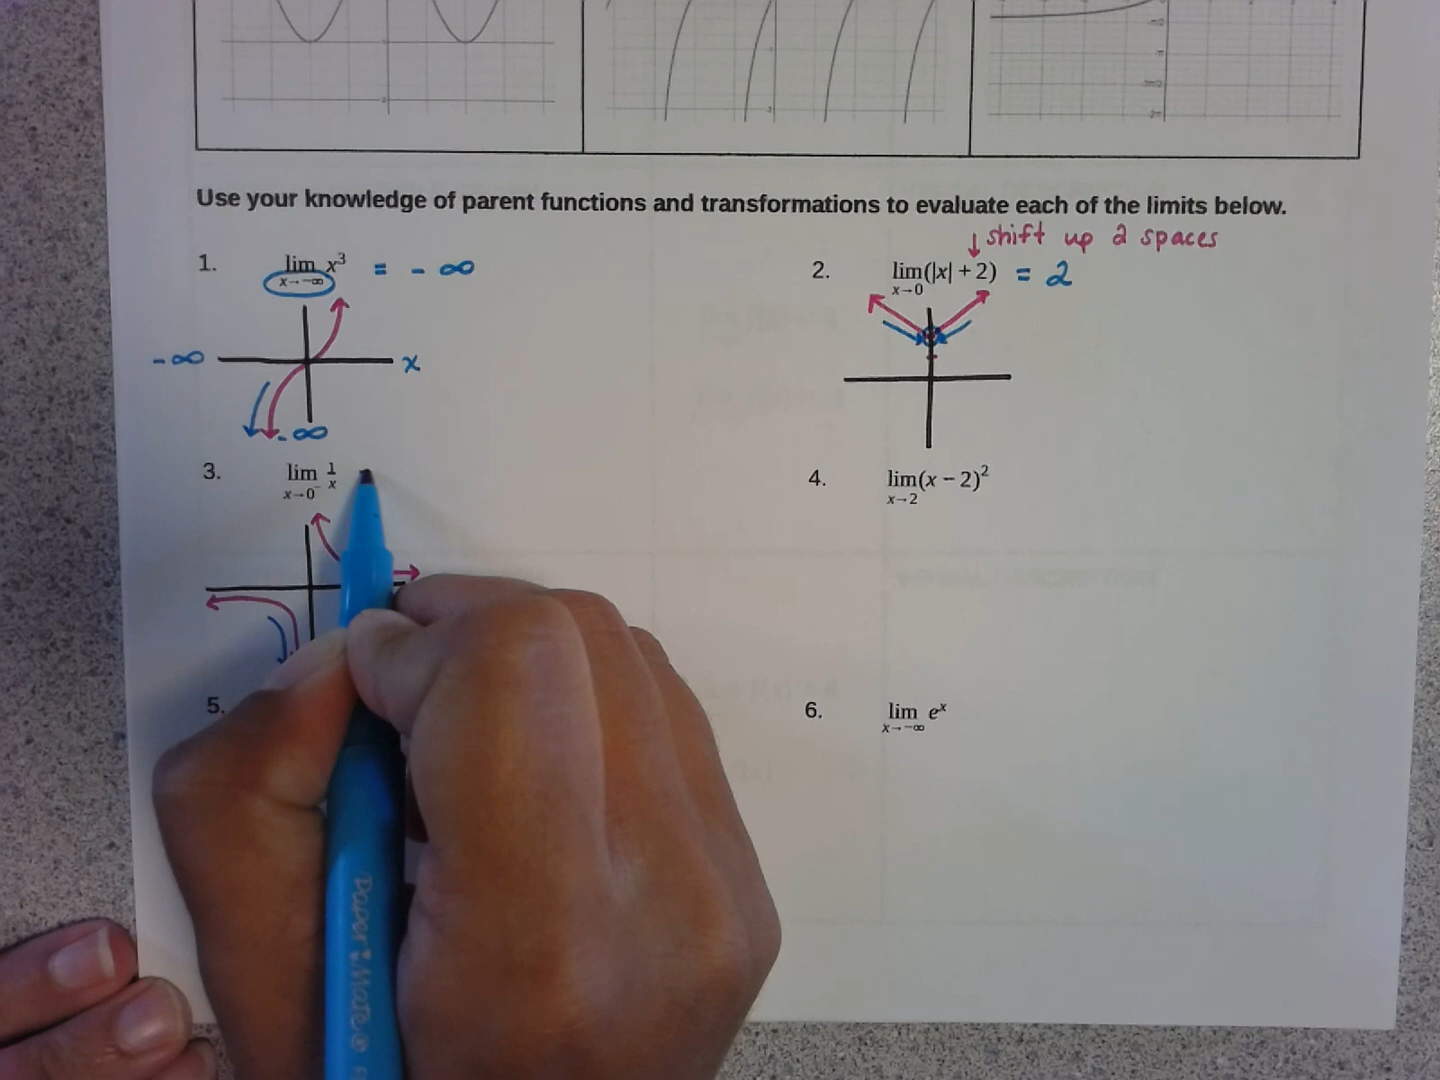 Use your knowledge of parent functions and transformations to evaluate each of the limits below.
↓ shift up 2 spaces
1. lim x→-∞ x³ = - ∞
2. lim x→0 (|x| + 2) = 2
-∞ x
-∞
3. lim x→0⁻ 1/x
4. lim x→2 (x − 2)²
5.
6. lim x→-∞ eˣ
Paper Mate®